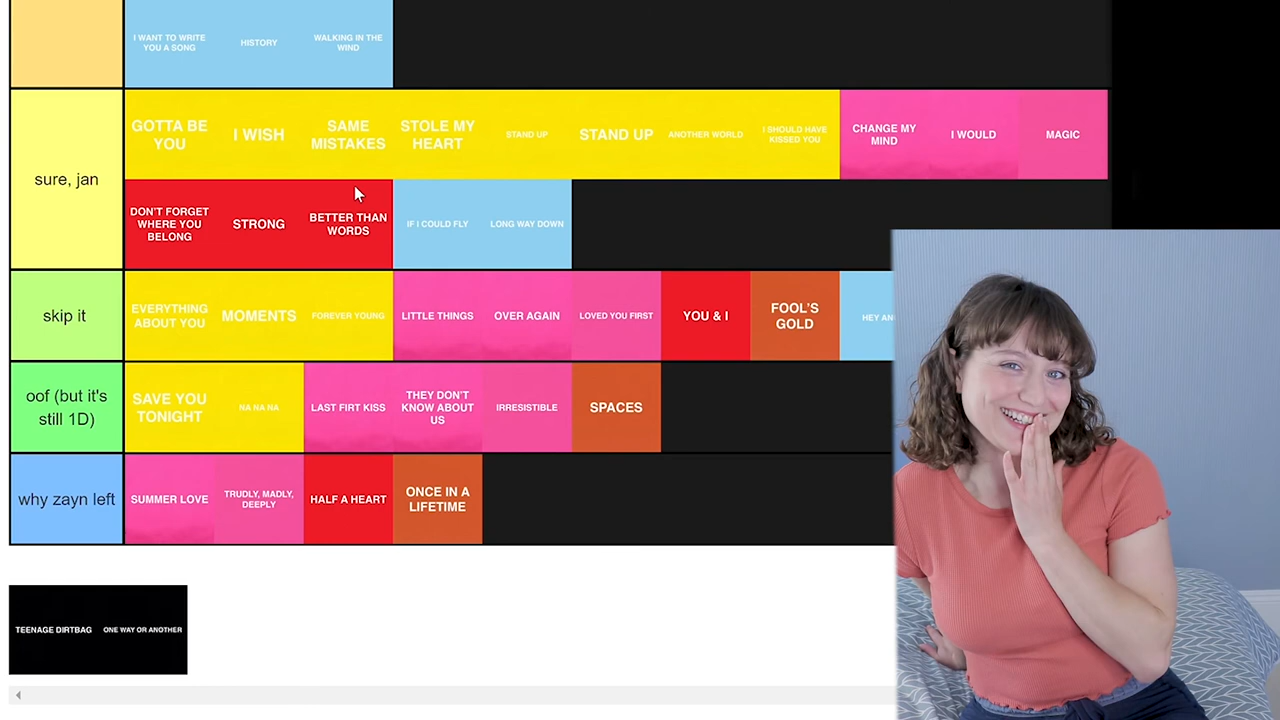 I WANT TO WRITE
YOU A SONG
HISTORY
WALKING IN THE
WIND
sure, jan
GOTTA BE
YOU
I WISH
SAME
MISTAKES
STOLE MY
HEART
STAND UP
STAND UP
ANOTHER WORLD
I SHOULD HAVE
KISSED YOU
CHANGE MY
MIND
I WOULD
MAGIC
DON'T FORGET
WHERE YOU
BELONG
STRONG
BETTER THAN
WORDS
IF I COULD FLY
LONG WAY DOWN
skip it
EVERYTHING
ABOUT YOU
MOMENTS
FOREVER YOUNG
LITTLE THINGS
OVER AGAIN
LOVED YOU FIRST
YOU & I
FOOL'S
GOLD
HEY AN
oof (but it's
still 1D)
SAVE YOU
TONIGHT
NA NA NA
LAST FIRT KISS
THEY DON'T
KNOW ABOUT
US
IRRESISTIBLE
SPACES
why zayn left
SUMMER LOVE
TRUDLY, MADLY,
DEEPLY
HALF A HEART
ONCE IN A
LIFETIME
TEENAGE DIRTBAG
ONE WAY OR ANOTHER